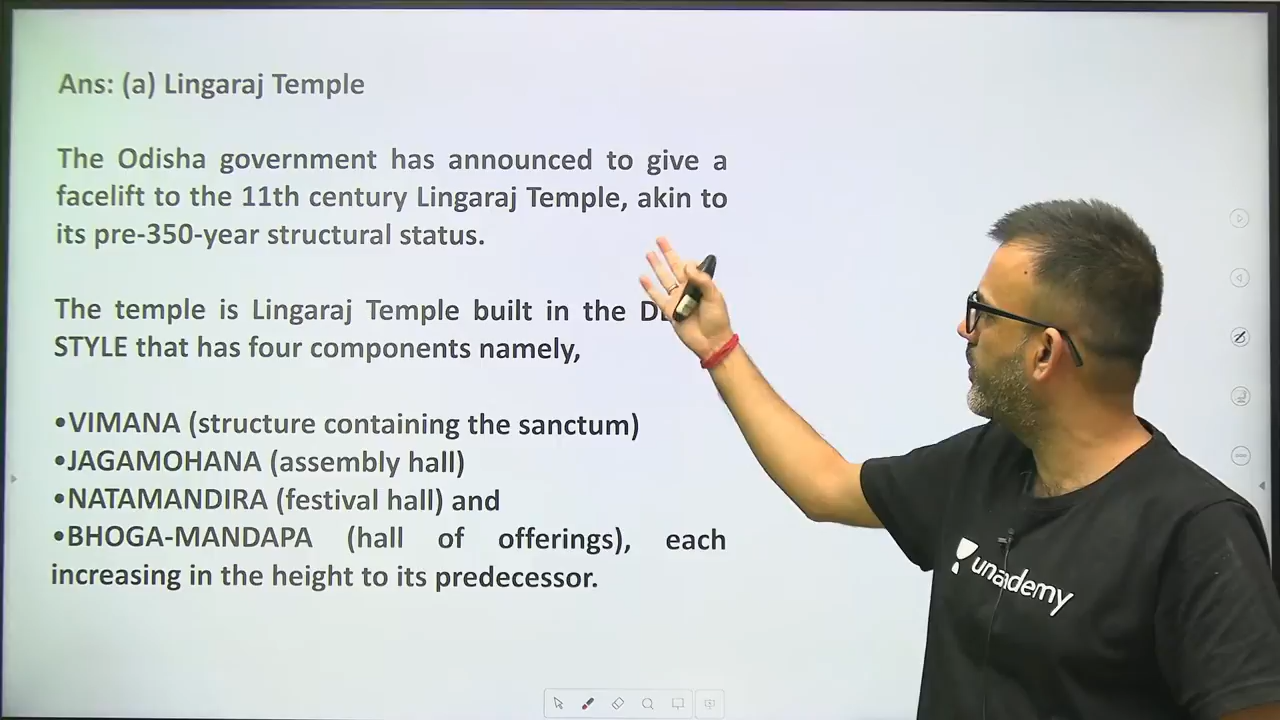 Ans: (a) Lingaraj Temple
The Odisha government has announced to give a
facelift to the 11th century Lingaraj Temple, akin to
its pre-350-year structural status.
The temple is Lingaraj Temple built in the
STYLE that has four components namely,
•VIMANA (structure containing the sanctum)
•JAGAMOHANA (assembly hall)
•NATAMANDIRA (festival hall) and
•BHOGA-MANDAPA (hall of offerings), each
increasing in the height to its predecessor.
unacademy